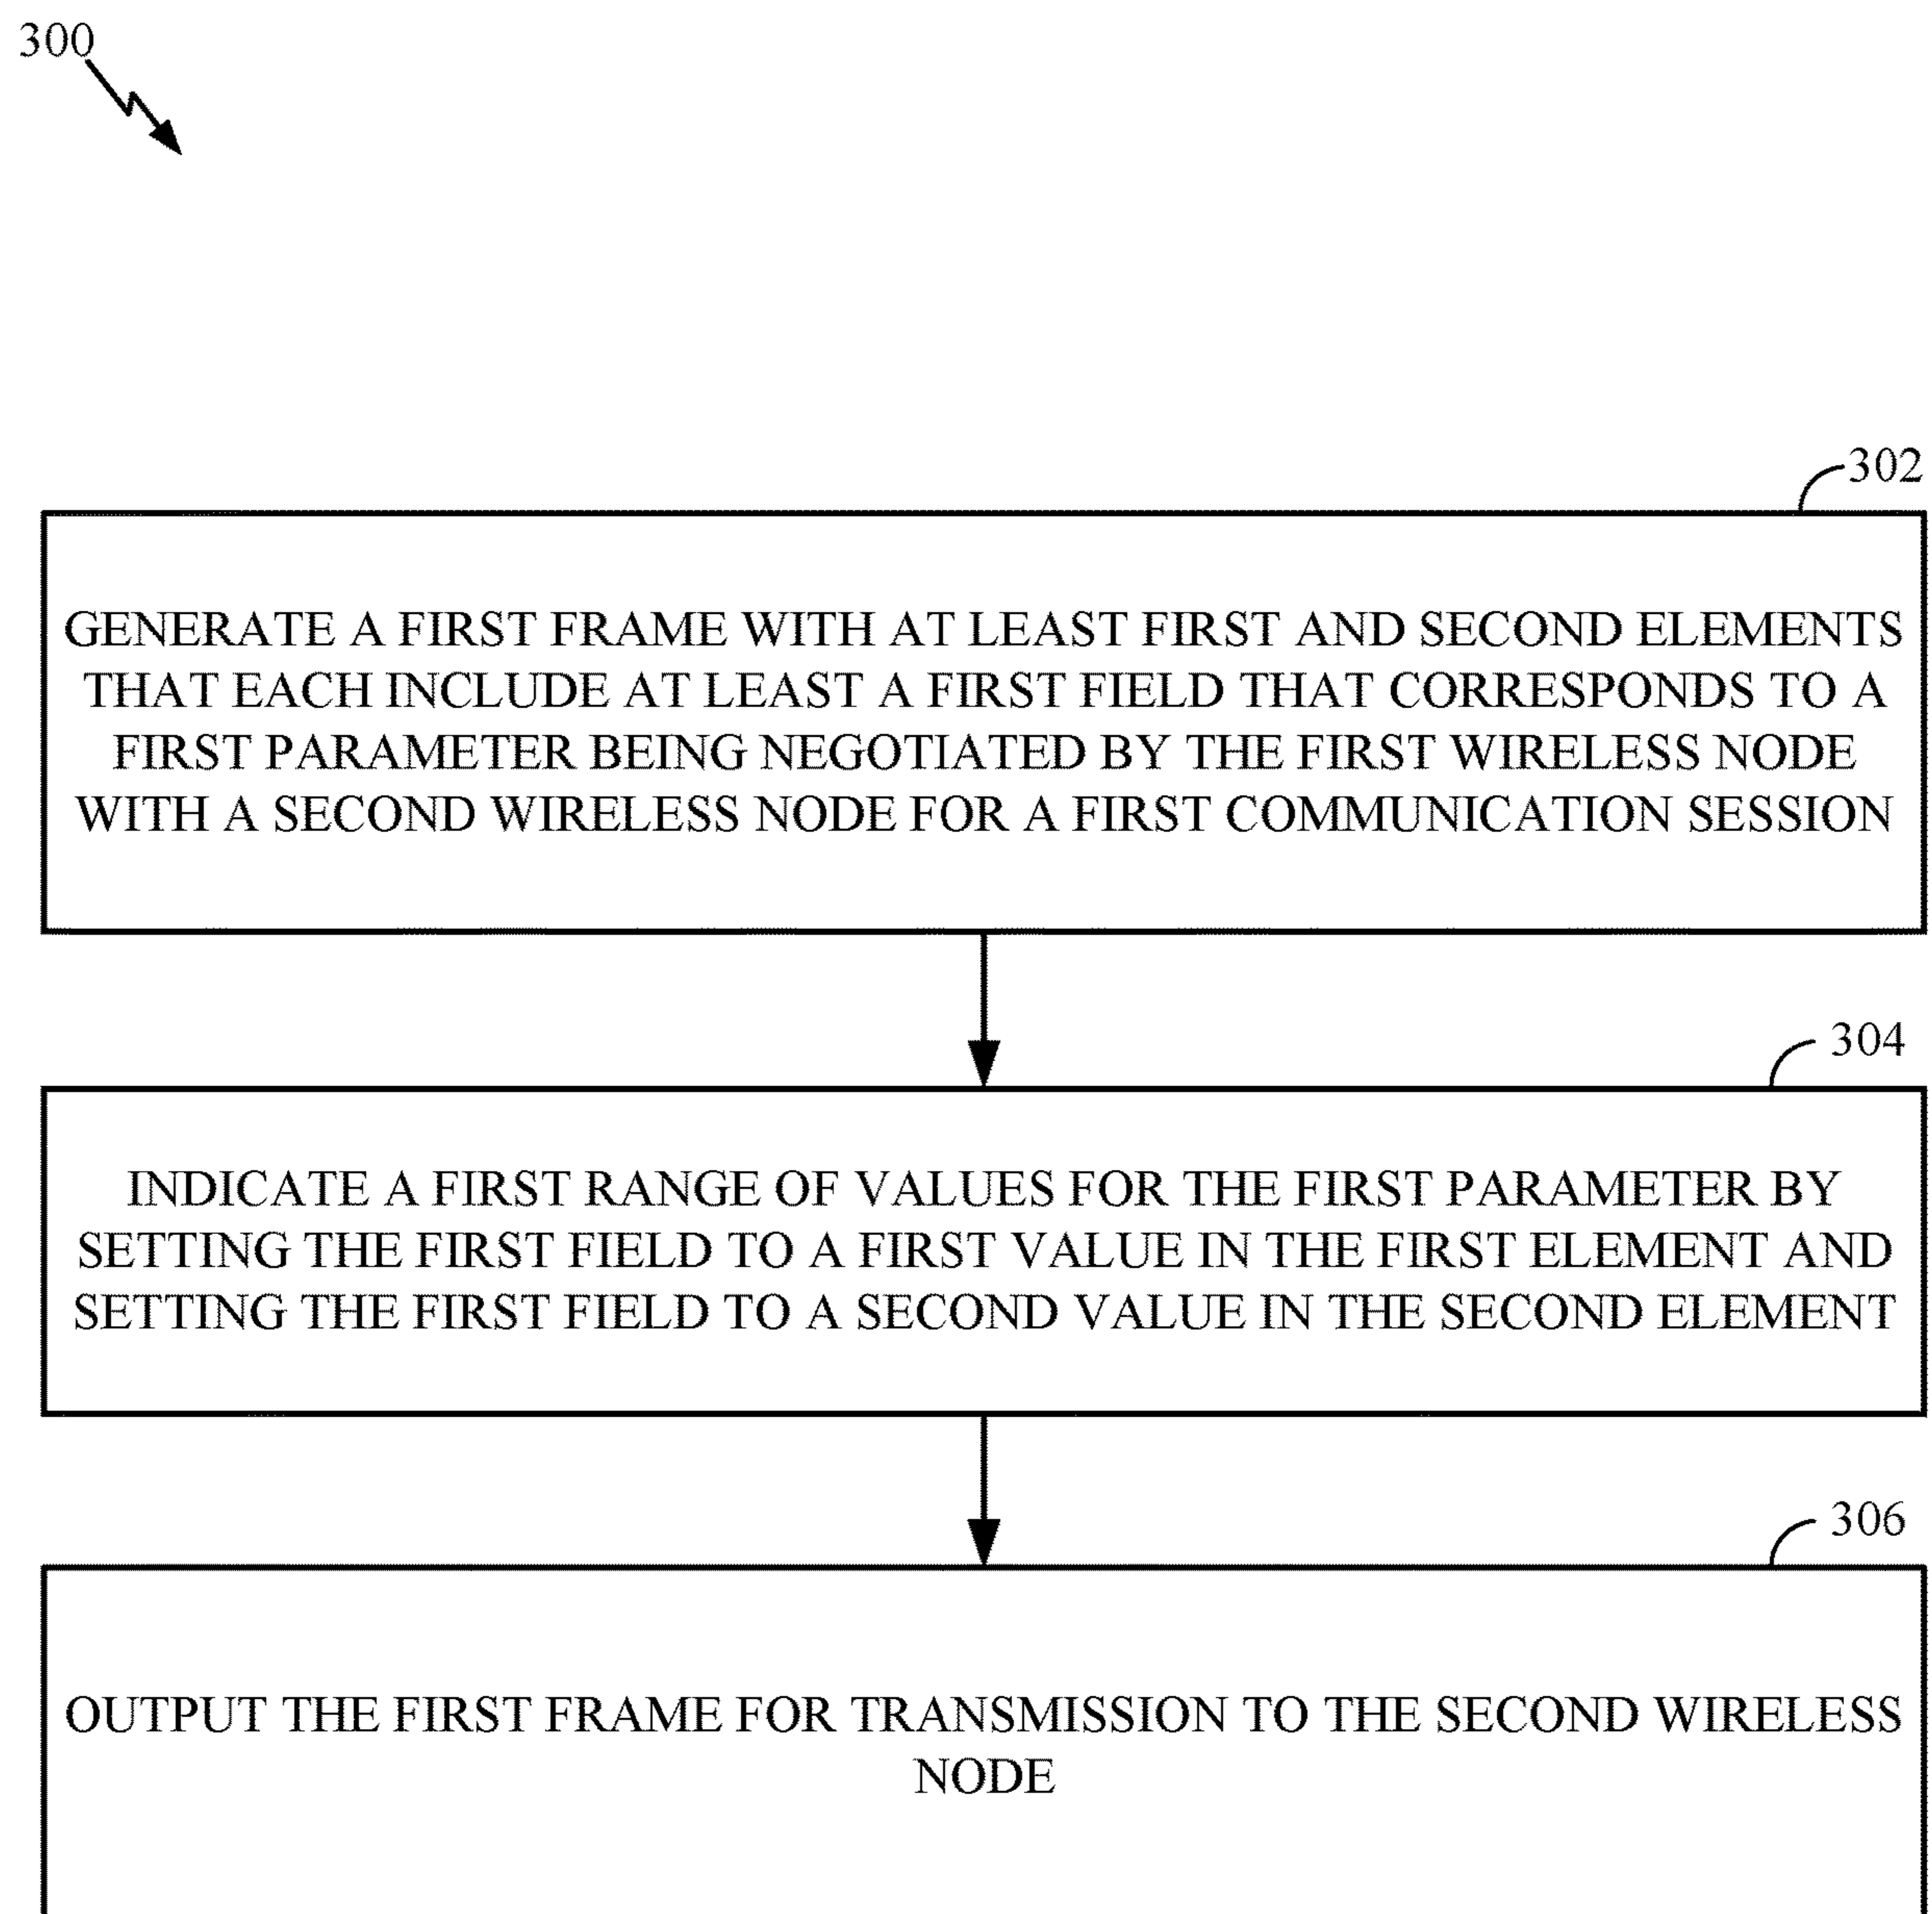 300
302
GENERATE A FIRST FRAME WITH AT LEAST FIRST AND SECOND ELEMENTS
THAT EACH INCLUDE AT LEAST A FIRST FIELD THAT CORRESPONDS TO A
FIRST PARAMETER BEING NEGOTIATED BY THE FIRST WIRELESS NODE
WITH A SECOND WIRELESS NODE FOR A FIRST COMMUNICATION SESSION
304
INDICATE A FIRST RANGE OF VALUES FOR THE FIRST PARAMETER BY
SETTING THE FIRST FIELD TO A FIRST VALUE IN THE FIRST ELEMENT AND
SETTING THE FIRST FIELD TO A SECOND VALUE IN THE SECOND ELEMENT
306
OUTPUT THE FIRST FRAME FOR TRANSMISSION TO THE SECOND WIRELESS
NODE